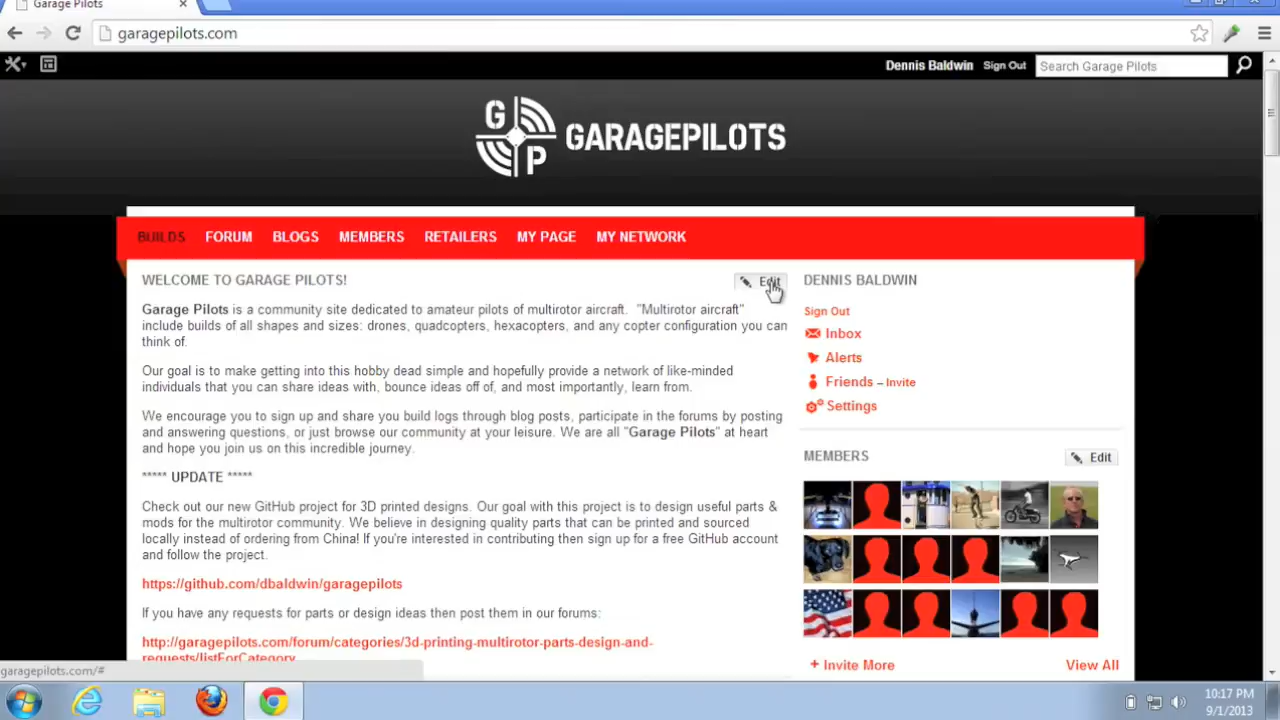 Garage Pilots
garagepilots.com
Dennis Baldwin Sign Out Search Garage Pilots
G P GARAGEPILOTS
BUILDS FORUM BLOGS MEMBERS RETAILERS MY PAGE MY NETWORK
WELCOME TO GARAGE PILOTS! Edit
Garage Pilots is a community site dedicated to amateur pilots of multirotor aircraft. "Multirotor aircraft"
include builds of all shapes and sizes: drones, quadcopters, hexacopters, and any copter configuration you can
think of.
Our goal is to make getting into this hobby dead simple and hopefully provide a network of like-minded
individuals that you can share ideas with, bounce ideas off of, and most importantly, learn from.
We encourage you to sign up and share you build logs through blog posts, participate in the forums by posting
and answering questions, or just browse our community at your leisure. We are all "Garage Pilots" at heart
and hope you join us on this incredible journey.
***** UPDATE *****
Check out our new GitHub project for 3D printed designs. Our goal with this project is to design useful parts &
mods for the multirotor community. We believe in designing quality parts that can be printed and sourced
locally instead of ordering from China! If you're interested in contributing then sign up for a free GitHub account
and follow the project.
https://github.com/dbaldwin/garagepilots
If you have any requests for parts or design ideas then post them in our forums:
http://garagepilots.com/forum/categories/3d-printing-multirotor-parts-design-and-
requests/listForCategory
DENNIS BALDWIN
Sign Out
Inbox
Alerts
Friends – Invite
Settings
MEMBERS Edit
+ Invite More View All
garagepilots.com/#
10:17 PM
9/1/2013